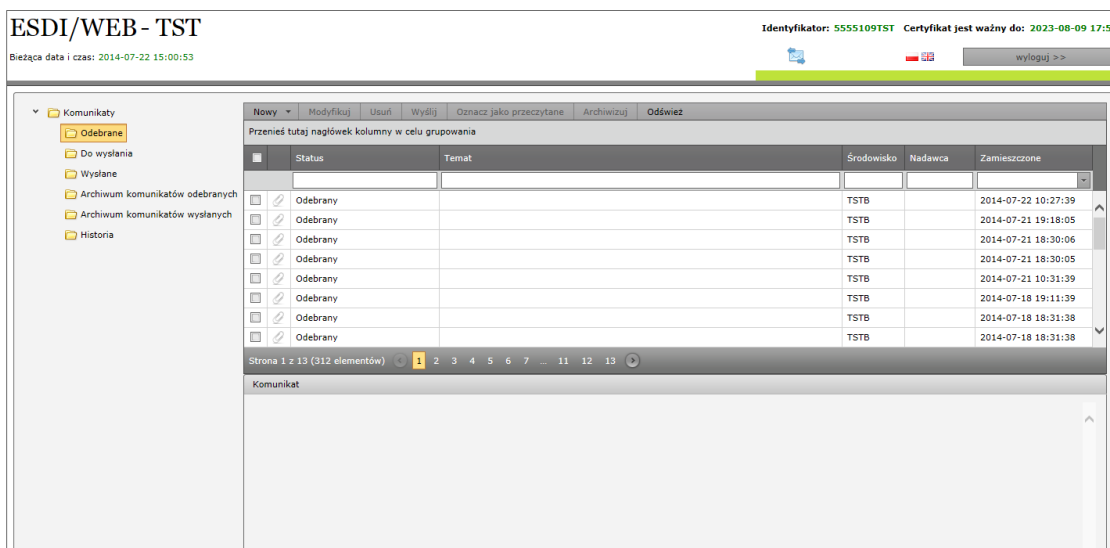 ESDI/WEB - TST
Identyfikator: 5555109TST Certyfikat jest ważny do: 2023-08-09 17:5
Bieżąca data i czas: 2014-07-22 15:00:53
wyloguj >>
Komunikaty
Odebrane
Do wysłania
Wysłane
Archiwum komunikatów odebranych
Archiwum komunikatów wysłanych
Historia
Nowy Modyfikuj Usuń Wyślij Oznacz jako przeczytane Archiwizuj Odśwież
Przenieś tutaj nagłówek kolumny w celu grupowania
Status Temat Środowisko Nadawca Zamieszczone
Odebrany TSTB 2014-07-22 10:27:39
Odebrany TSTB 2014-07-21 19:18:05
Odebrany TSTB 2014-07-21 18:30:06
Odebrany TSTB 2014-07-21 18:30:05
Odebrany TSTB 2014-07-21 10:31:39
Odebrany TSTB 2014-07-18 19:11:39
Odebrany TSTB 2014-07-18 18:31:38
Odebrany TSTB 2014-07-18 18:31:38
Strona 1 z 13 (312 elementów) 1 2 3 4 5 6 7 ... 11 12 13
Komunikat